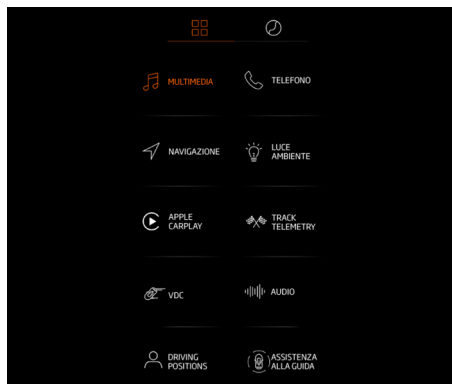 MULTIMEDIA
TELEFONO
NAVIGAZIONE
LUCE
AMBIENTE
APPLE
CARPLAY
TRACK
TELEMETRY
VDC
AUDIO
DRIVING
POSITIONS
ASSISTENZA
ALLA GUIDA